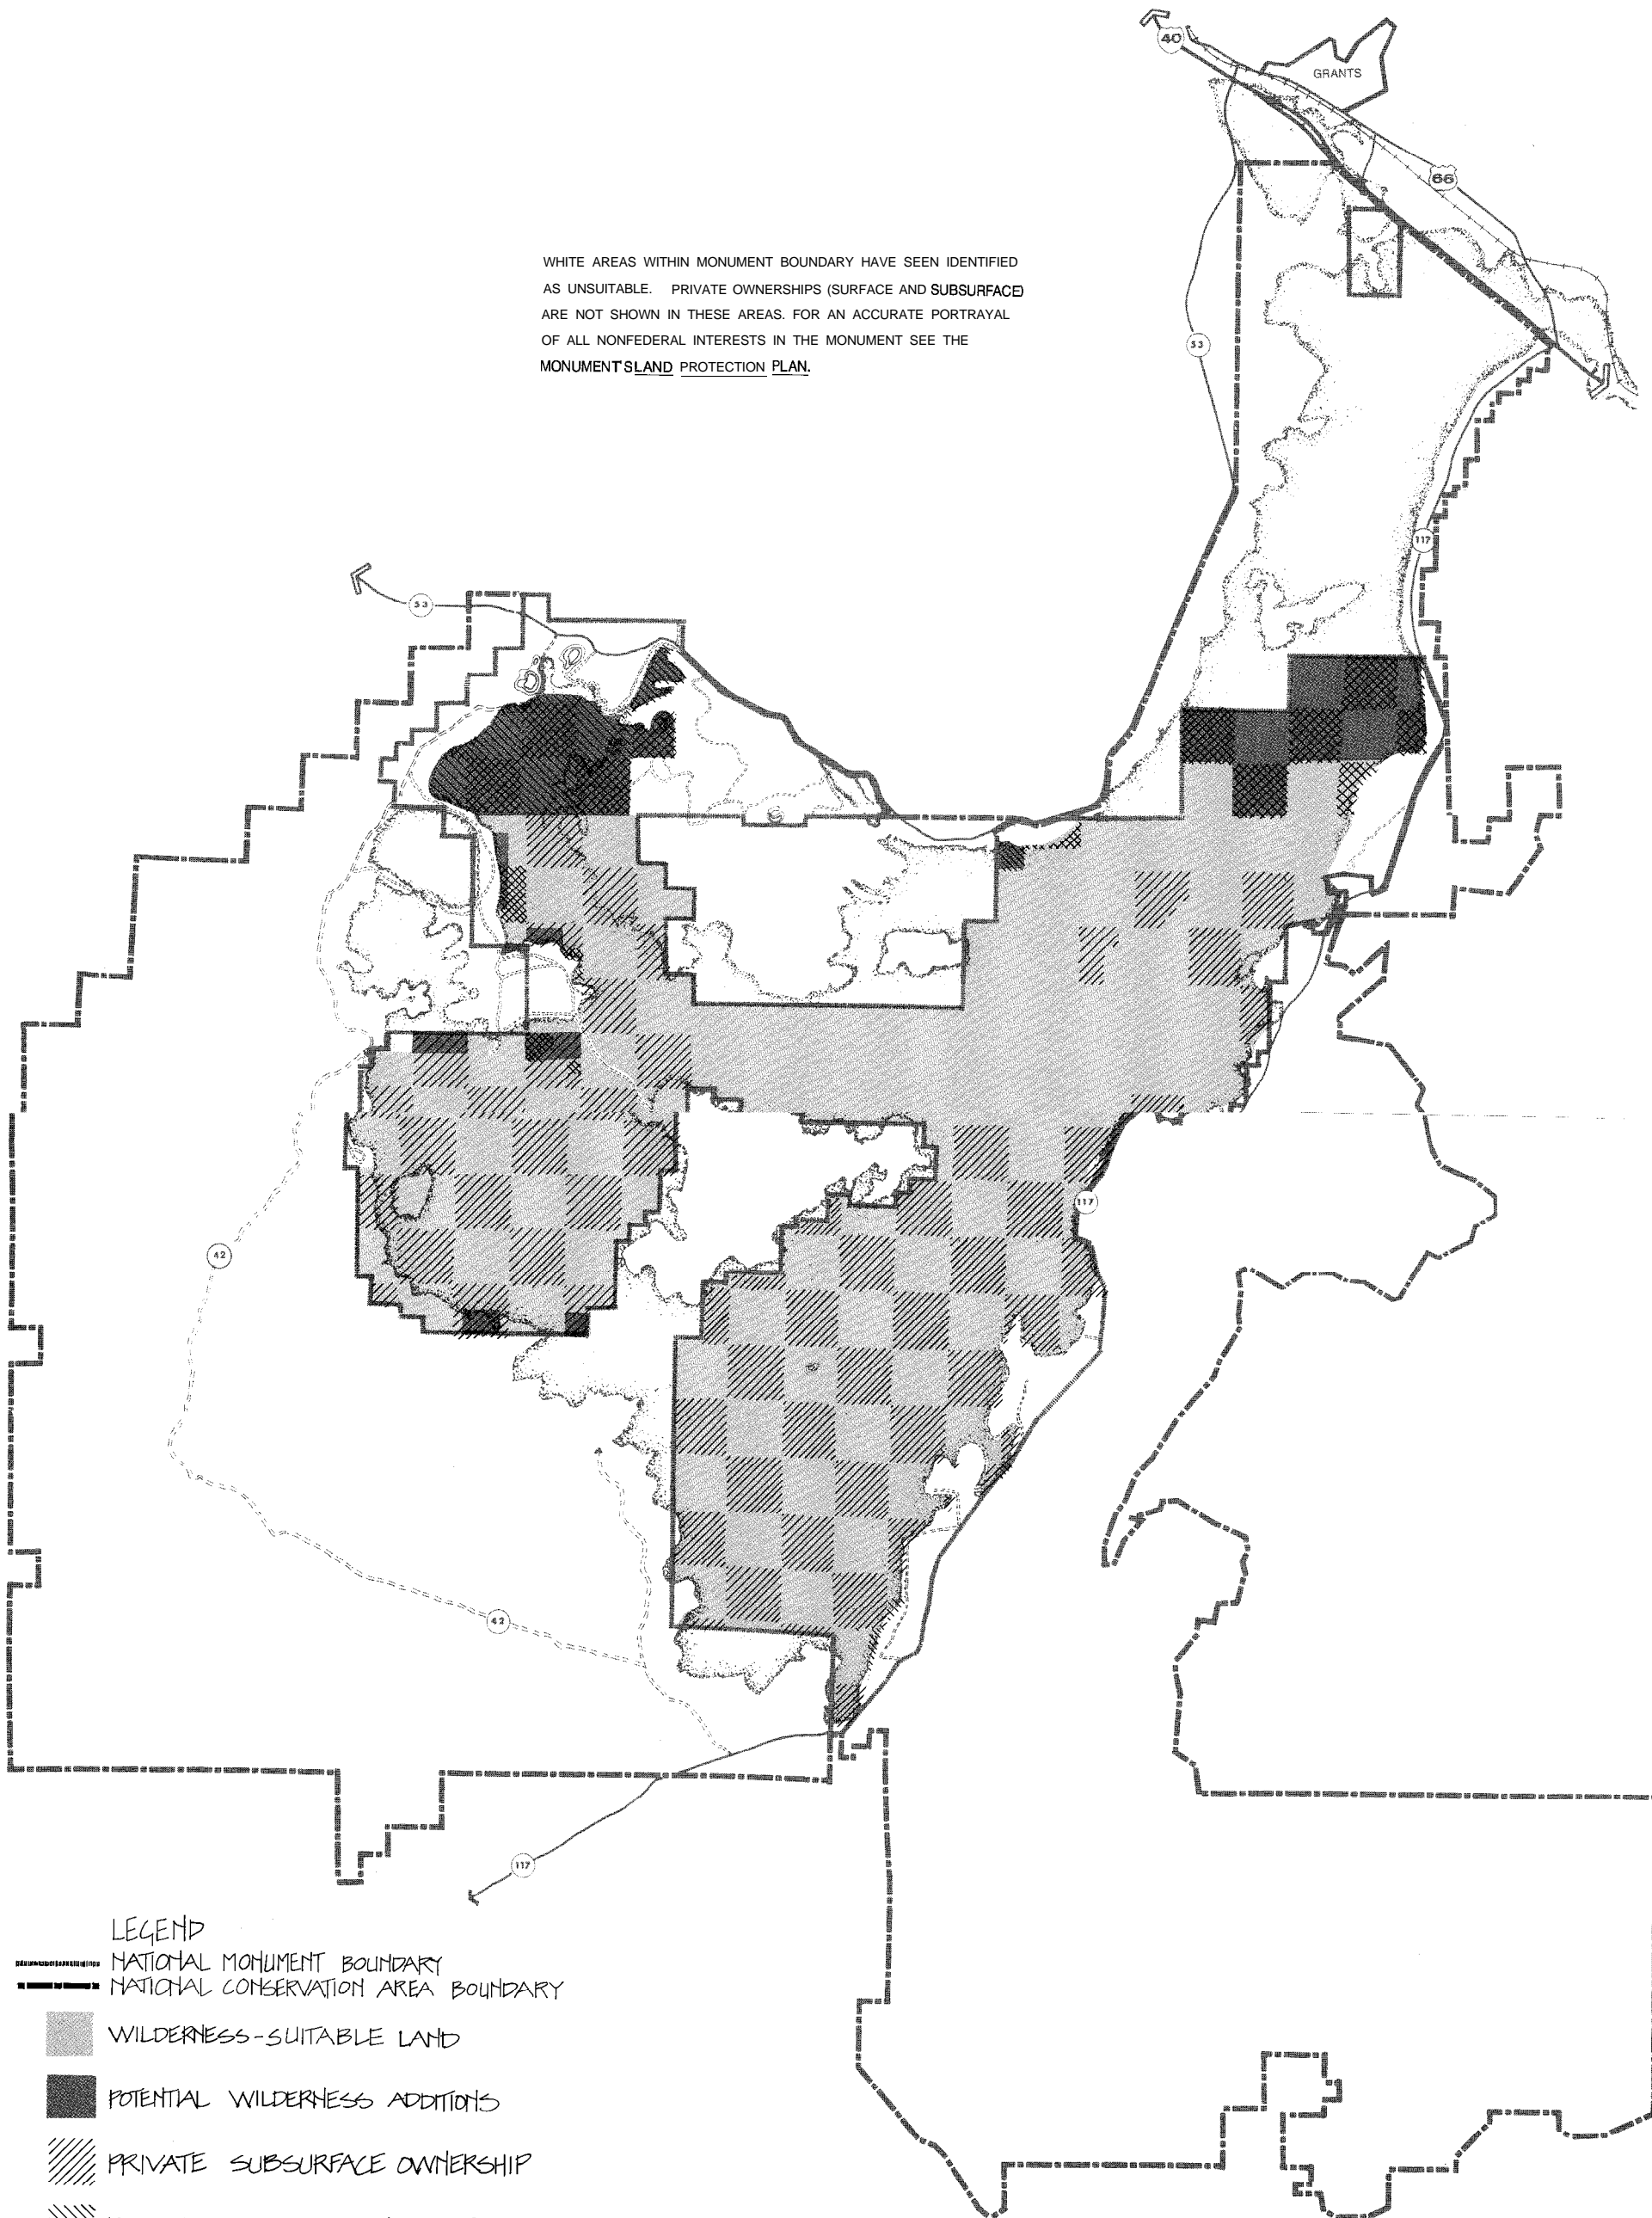 40
GRANTS
66
WHITE AREAS WITHIN MONUMENT BOUNDARY HAVE SEEN IDENTIFIED
AS UNSUITABLE. PRIVATE OWNERSHIPS (SURFACE AND SUBSURFACE)
ARE NOT SHOWN IN THESE AREAS. FOR AN ACCURATE PORTRAYAL
OF ALL NONFEDERAL INTERESTS IN THE MONUMENT SEE THE
MONUMENT'S LAND PROTECTION PLAN.
53
117
53
117
42
42
117
LEGEND
NATIONAL MONUMENT BOUNDARY
NATIONAL CONSERVATION AREA BOUNDARY
WILDERNESS-SUITABLE LAND
POTENTIAL WILDERNESS ADDITIONS
PRIVATE SUBSURFACE OWNERSHIP